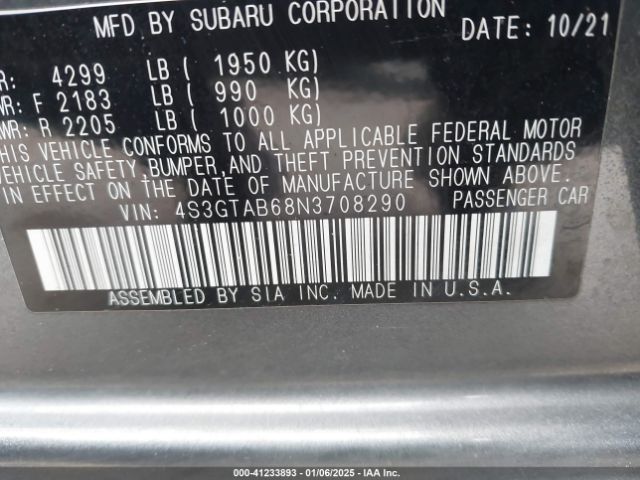 MFD BY SUBARU CORPORATION DATE: 10/21
R: 4299 LB ( 1950 KG)
WR: F 2183 LB ( 990 KG)
WR: R 2205 LB ( 1000 KG)
THIS VEHICLE CONFORMS TO ALL APPLICABLE FEDERAL MOTOR
VEHICLE SAFETY, BUMPER, AND THEFT PREVENTION STANDARDS
IN EFFECT ON THE DATE OF MANUFACTURE SHOWN ABOVE.
VIN: 4S3GTAB68N3708290 PASSENGER CAR
ASSEMBLED BY SIA INC. MADE IN U.S.A.
000-41233893 - 01/06/2025 - IAA Inc.